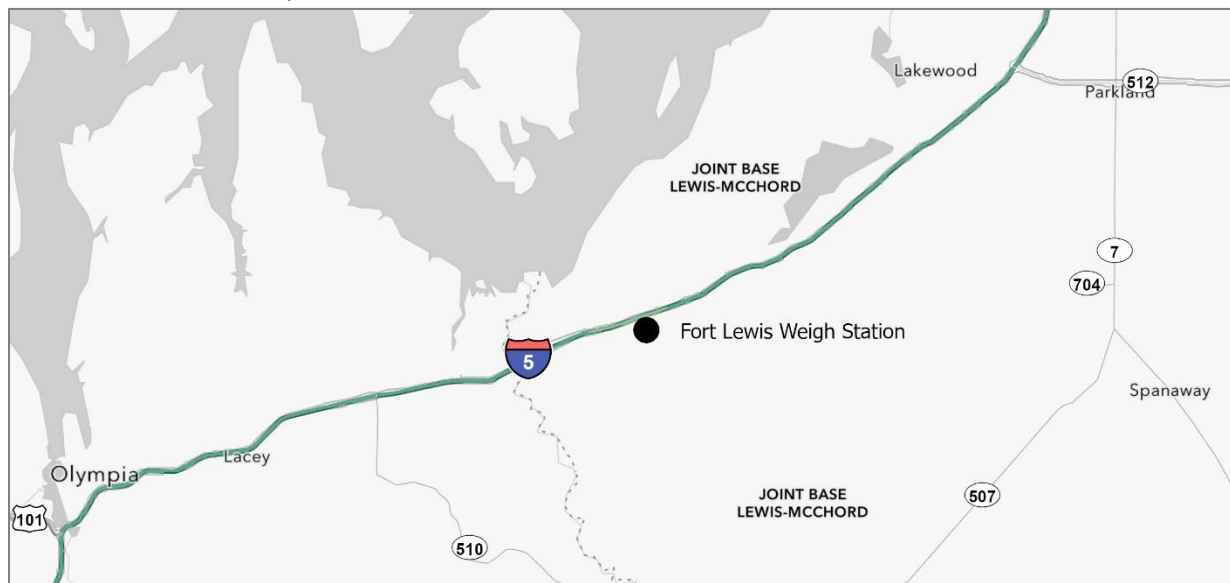 Lakewood
512
Parkland
JOINT BASE
LEWIS-MCCHORD
7
704
Fort Lewis Weigh Station
5
Spanaway
Lacey
Olympia
JOINT BASE
LEWIS-MCCHORD
507
101
510